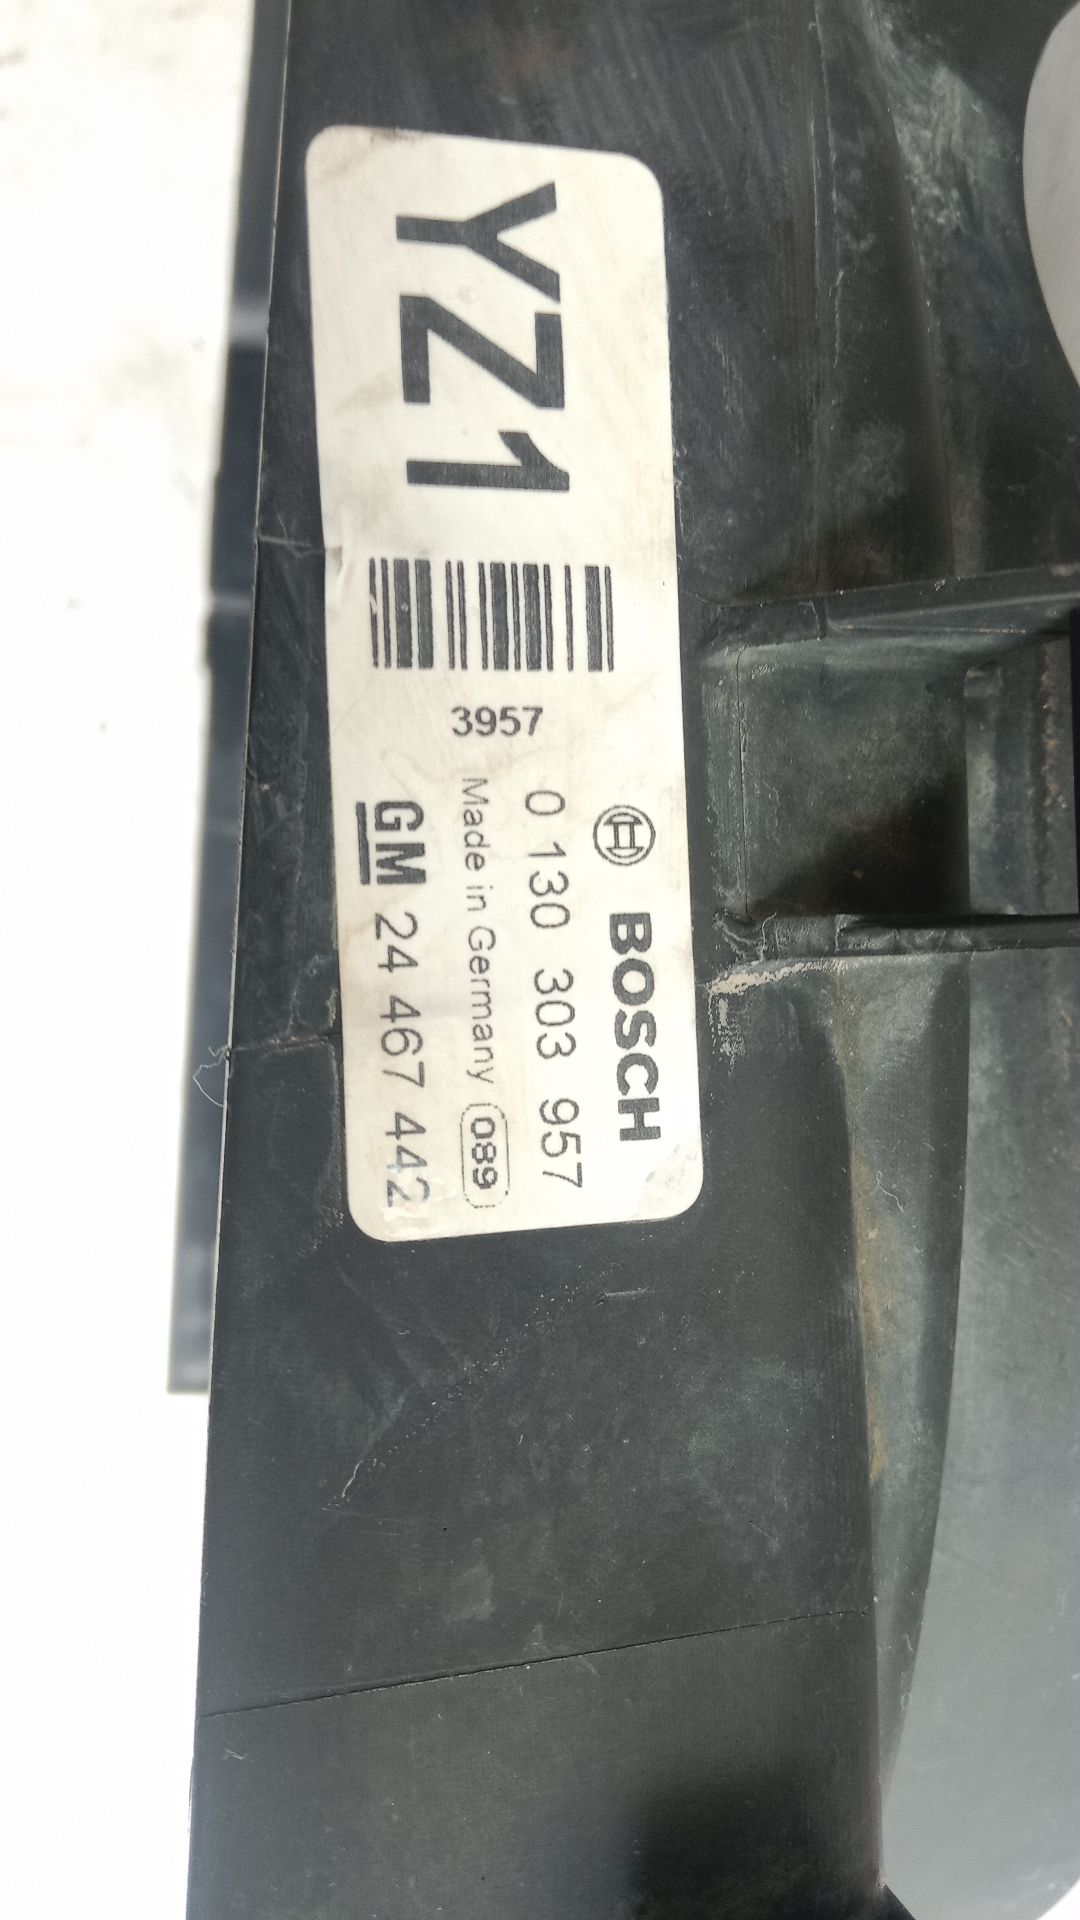 YZ1
3957
BOSCH
0 130 303 957
Made in Germany 089
GM 24 467 442